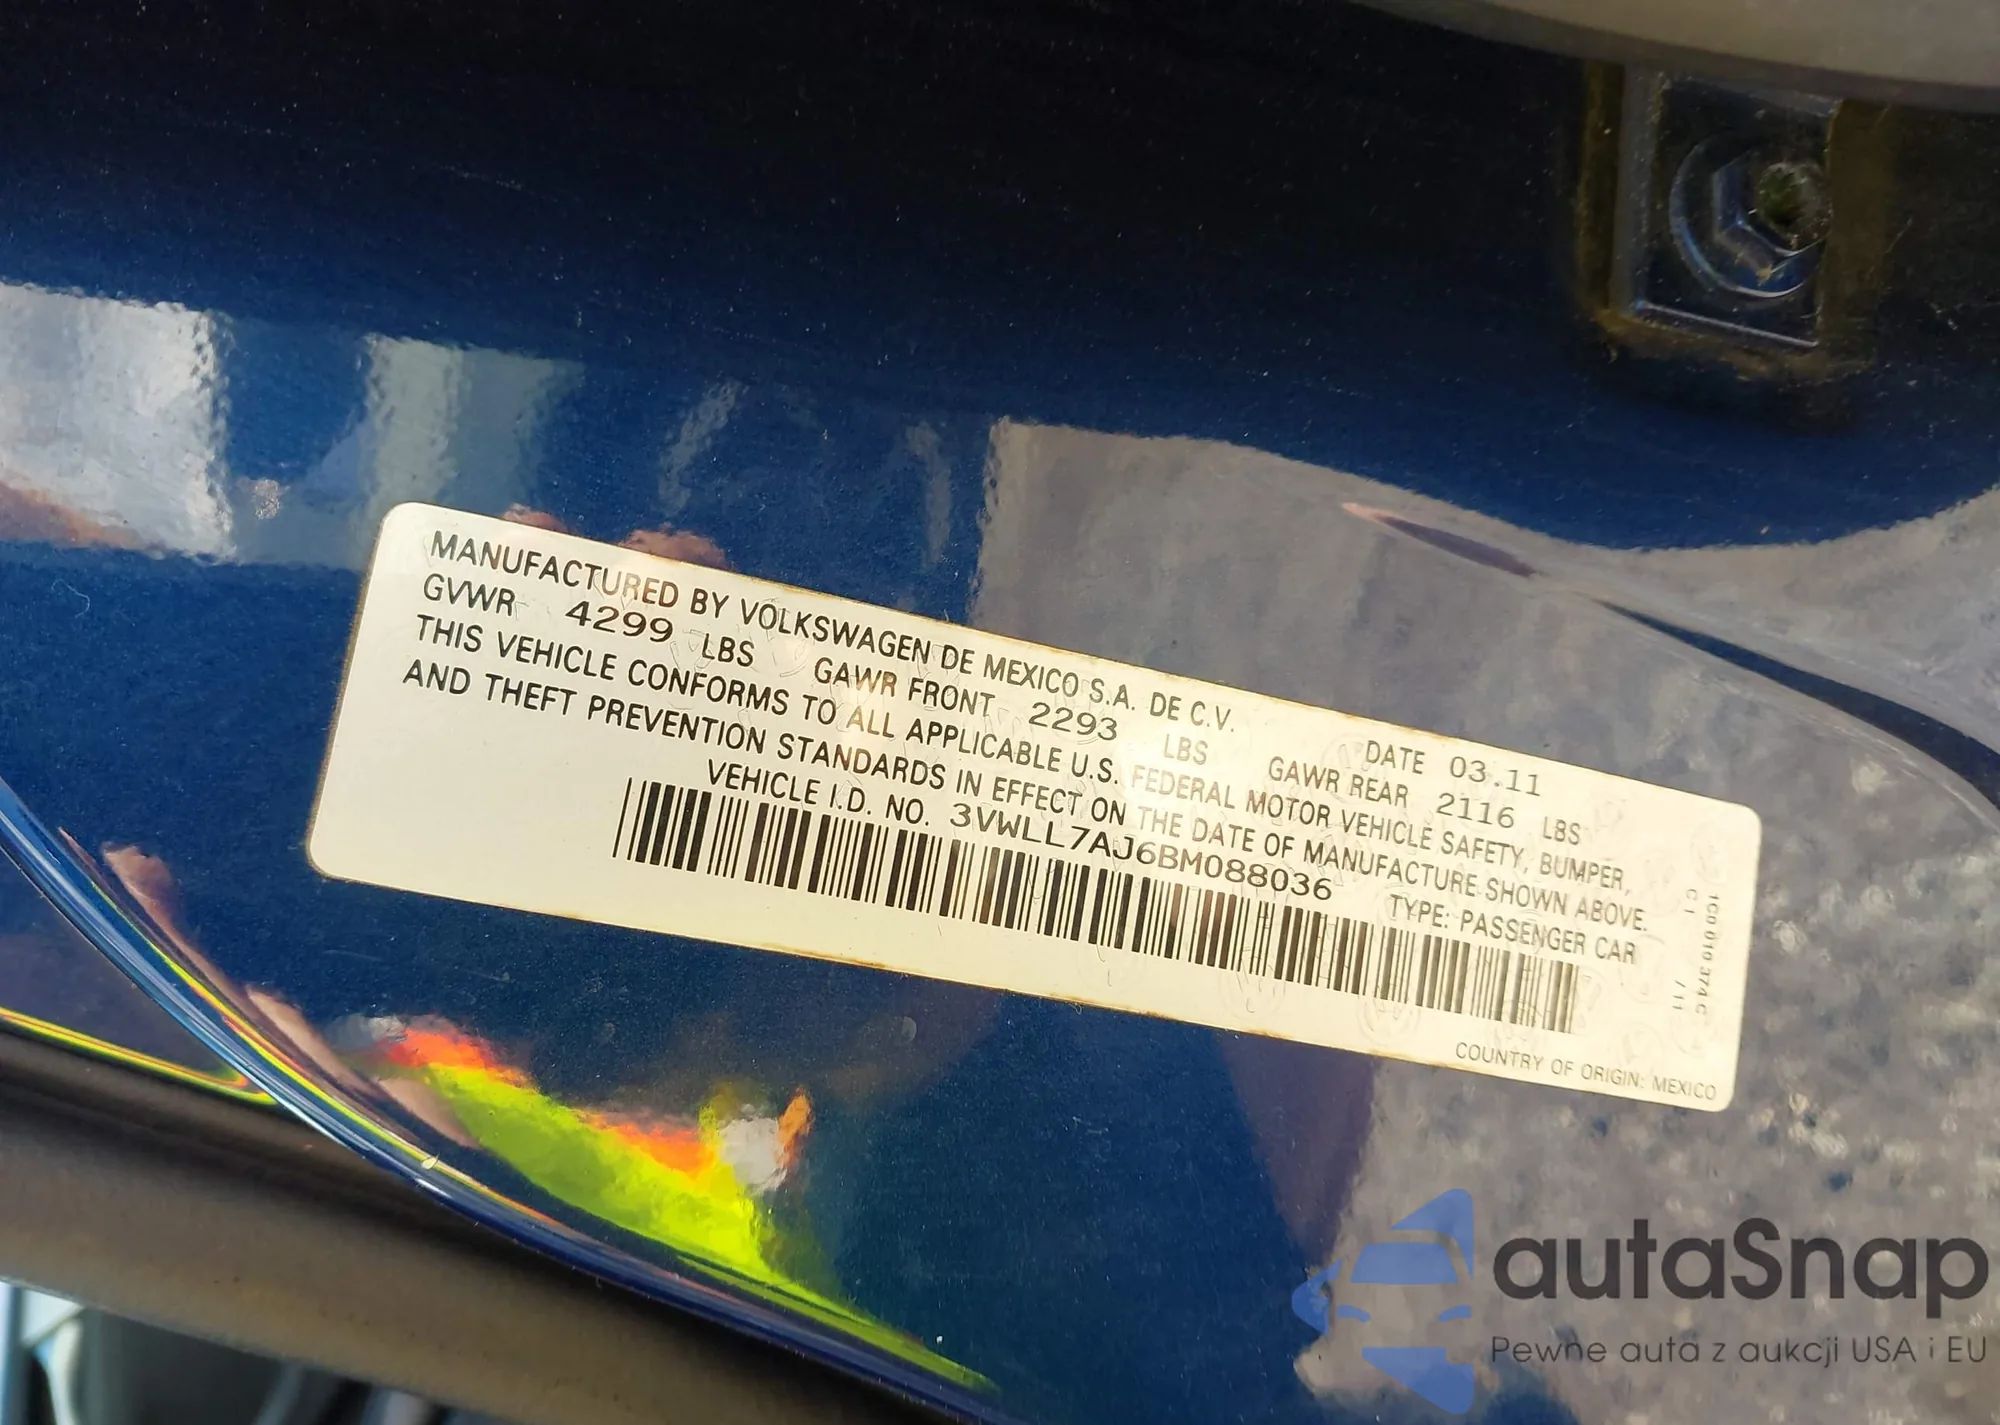 MANUFACTURED BY VOLKSWAGEN DE MEXICO S.A. DE C.V. DATE 03.11
GVWR 4299 LBS GAWR FRONT 2293 LBS GAWR REAR 2116 LBS
THIS VEHICLE CONFORMS TO ALL APPLICABLE U.S. FEDERAL MOTOR VEHICLE SAFETY, BUMPER,
AND THEFT PREVENTION STANDARDS IN EFFECT ON THE DATE OF MANUFACTURE SHOWN ABOVE.
VEHICLE I.D. NO. 3VWLL7AJ6BM088036 TYPE: PASSENGER CAR
COUNTRY OF ORIGIN: MEXICO
1C0 010 374 C
autaSnap
Pewne auta z aukcji USA i EU